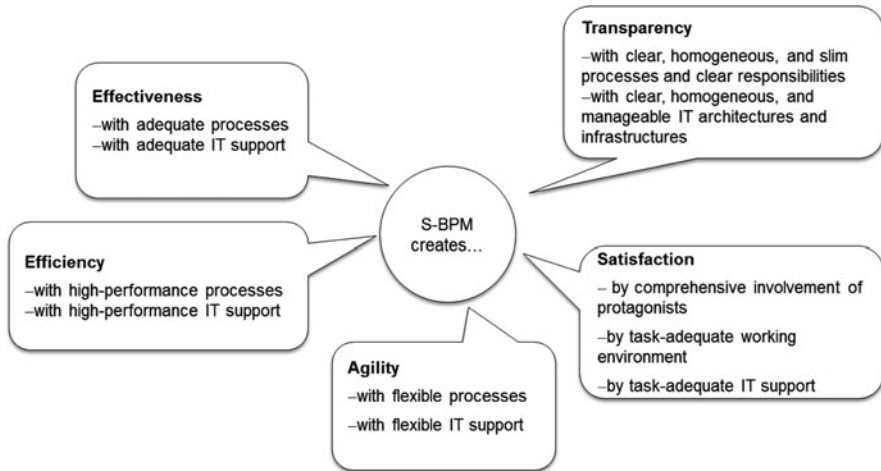 Effectiveness
–with adequate processes
–with adequate IT support
Transparency
–with clear, homogeneous, and slim
processes and clear responsibilities
–with clear, homogeneous, and
manageable IT architectures and
infrastructures
S-BPM
creates…
Efficiency
–with high-performance processes
–with high-performance IT support
Satisfaction
– by comprehensive involvement of
protagonists
–by task-adequate working
environment
–by task-adequate IT support
Agility
–with flexible processes
–with flexible IT support